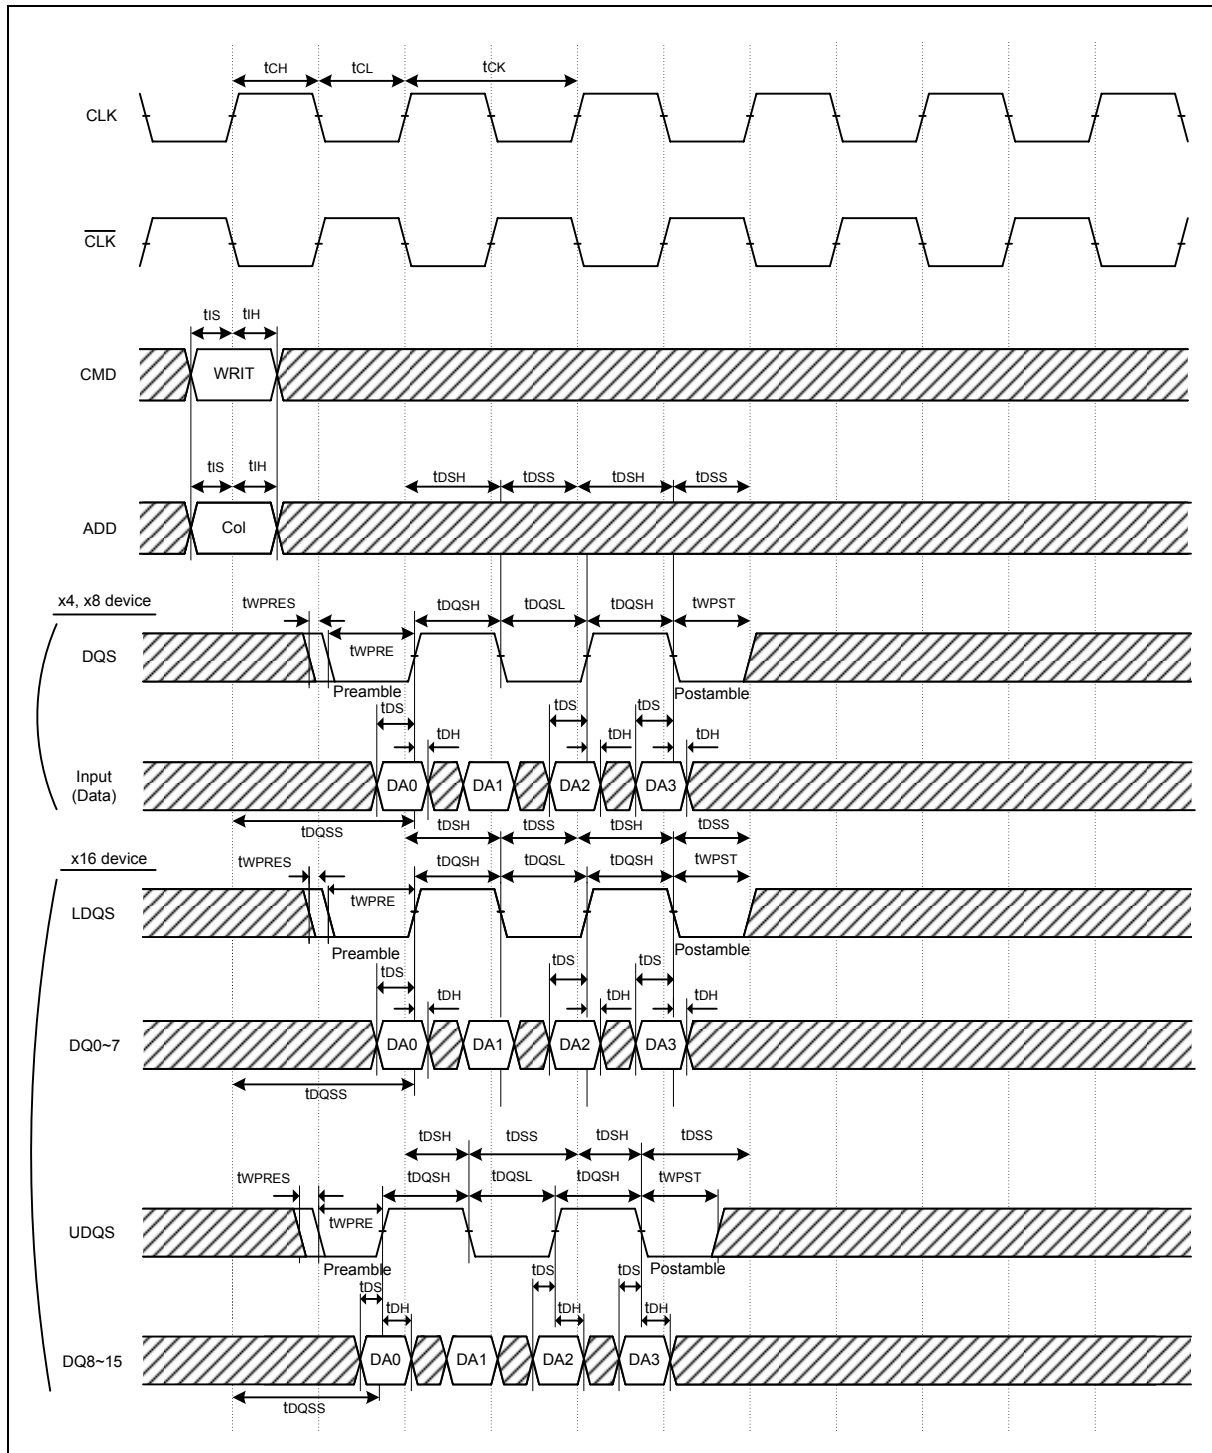 tCH tCL tCK
CLK
CLK
tIS tIH
CMD WRIT
tIS tIH tDSH tDSS tDSH tDSS
ADD Col
x4, x8 device
tWPRES tDQSH tDQSL tDQSH tWPST
DQS tWPRE
Preamble Postamble
tDS tDS tDS
tDH tDH tDH
Input
(Data)
DA0 DA1 DA2 DA3
tDQSS tDSH tDSS tDSH tDSS
x16 device
tWPRES tDQSH tDQSL tDQSH tWPST
LDQS tWPRE
Preamble Postamble
tDS tDS tDS
tDH tDH tDH
DQ0~7 DA0 DA1 DA2 DA3
tDQSS
tDSH tDSS tDSH tDSS
tWPRES tDQSH tDQSL tDQSH tWPST
UDQS tWPRE
Preamble Postamble
tDS tDS tDS
tDH tDH tDH
DQ8~15 DA0 DA1 DA2 DA3
tDQSS